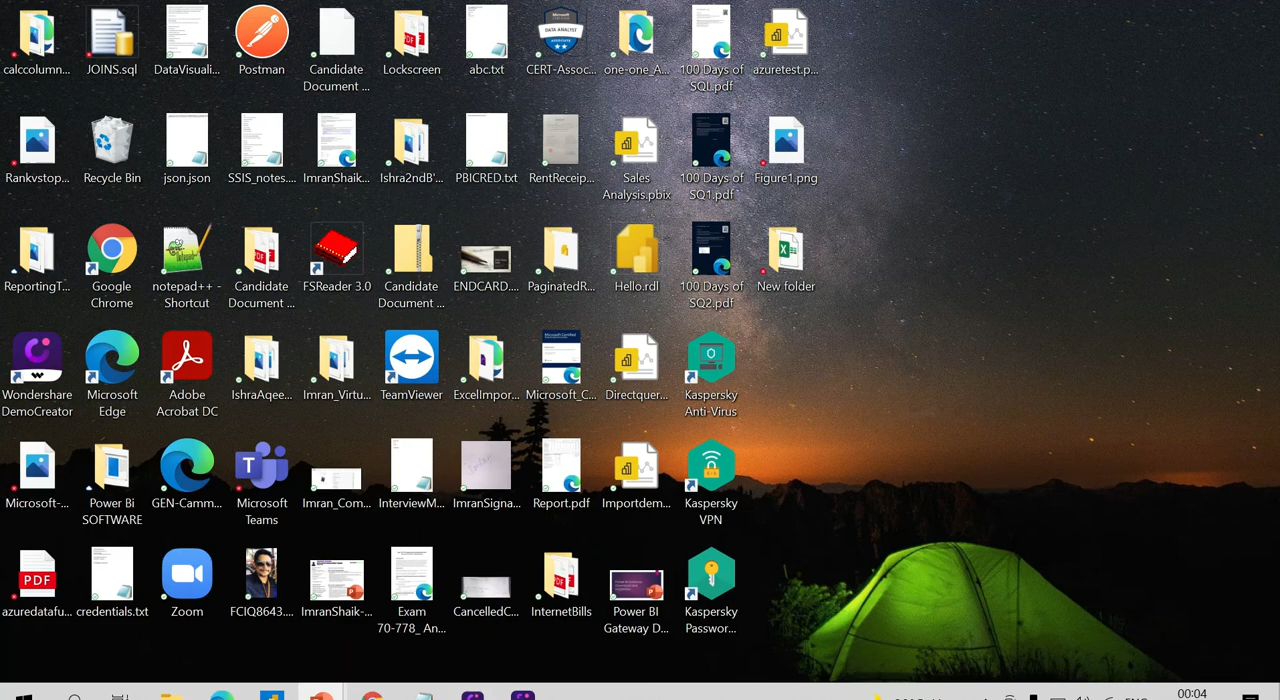 calccolumn...
JOINS.sql
DataVisuali...
Postman
Candidate
Document ...
Lockscreen
abc.txt
CERT-Assoc...
one-one_A...
100 Days of
SQL.pdf
azuretest.p...
Rankvstop...
Recycle Bin
json.json
SSIS_notes....
ImranShaik...
Ishra2ndB'...
PBICRED.txt
RentReceip...
Sales
Analysis.pbix
100 Days of
SQ1.pdf
Figure1.png
ReportingT...
Google
Chrome
notepad++ -
Shortcut
Candidate
Document ...
FSReader 3.0
Candidate
Document ...
ENDCARD....
PaginatedR...
Hello.rdl
100 Days of
SQ2.pdf
New folder
Wondershare
DemoCreator
Microsoft
Edge
Adobe
Acrobat DC
IshraAqee...
Imran_Virtu...
TeamViewer
ExcelImpor...
Microsoft_C...
Directquer...
Kaspersky
Anti-Virus
Microsoft-...
Power Bi
SOFTWARE
GEN-Camm...
Microsoft
Teams
Imran_Com...
InterviewM...
ImranSigna...
Report.pdf
Importdem...
Kaspersky
VPN
PDF
azuredatafu...
credentials.txt
Zoom
FCIQ8643....
ImranShaik-...
Exam
70-778_ An...
CancelledC...
InternetBills
Power BI
Gateway D...
Kaspersky
Passwor...
DATA ANALYST
00:04